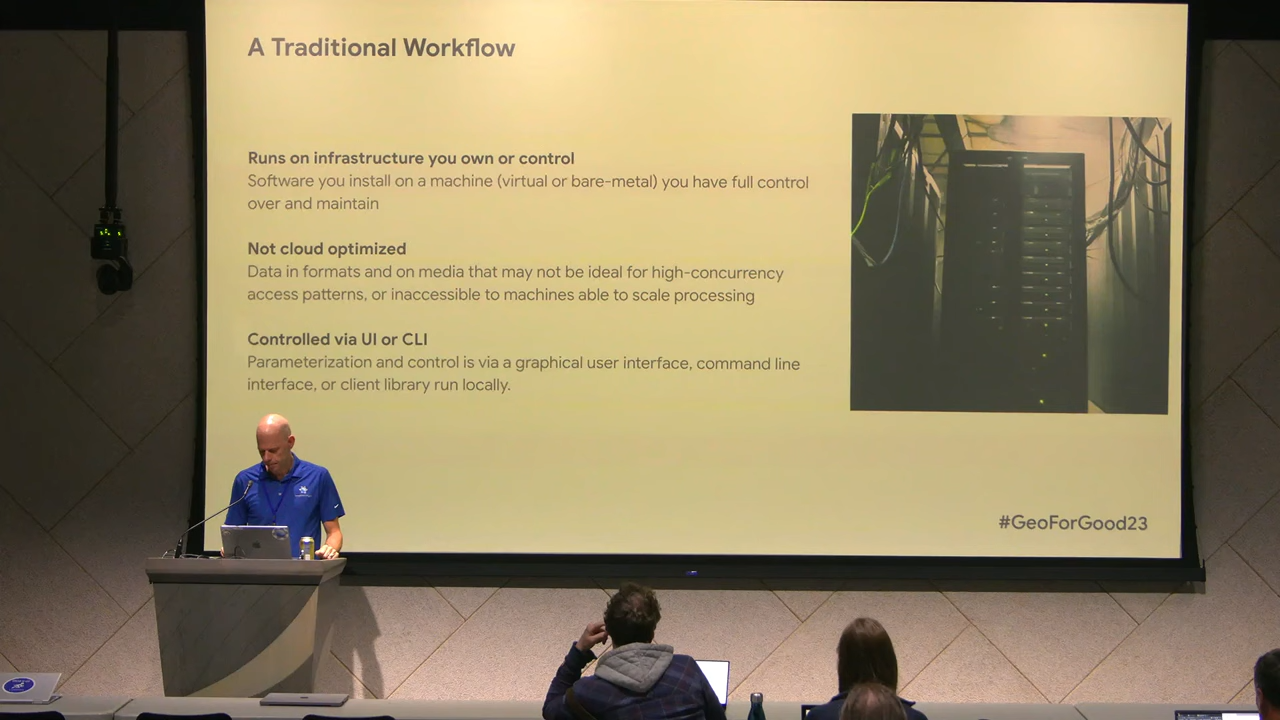 A Traditional Workflow
Runs on infrastructure you own or control
Software you install on a machine (virtual or bare-metal) you have full control
over and maintain
Not cloud optimized
Data in formats and on media that may not be ideal for high-concurrency
access patterns, or inaccessible to machines able to scale processing
Controlled via UI or CLI
Parameterization and control is via a graphical user interface, command line
interface, or client library run locally.
#GeoForGood23